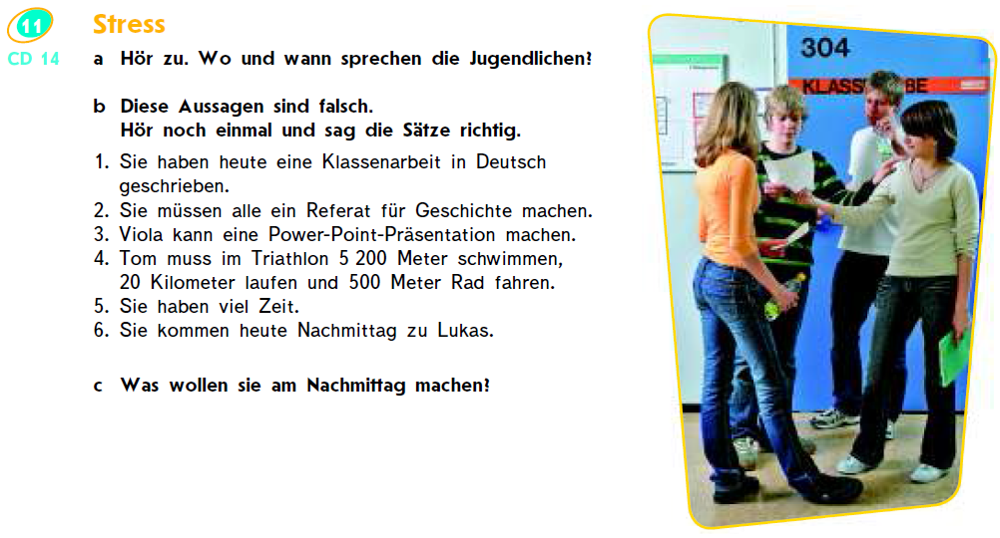 11
Stress
CD 14
a Hör zu. Wo und wann sprechen die Jugendlichen?
b Diese Aussagen sind falsch.
Hör noch einmal und sag die Sätze richtig.
1. Sie haben heute eine Klassenarbeit in Deutsch
geschrieben.
2. Sie müssen alle ein Referat für Geschichte machen.
3. Viola kann eine Power-Point-Präsentation machen.
4. Tom muss im Triathlon 5 200 Meter schwimmen,
20 Kilometer laufen und 500 Meter Rad fahren.
5. Sie haben viel Zeit.
6. Sie kommen heute Nachmittag zu Lukas.
c Was wollen sie am Nachmittag machen?
304